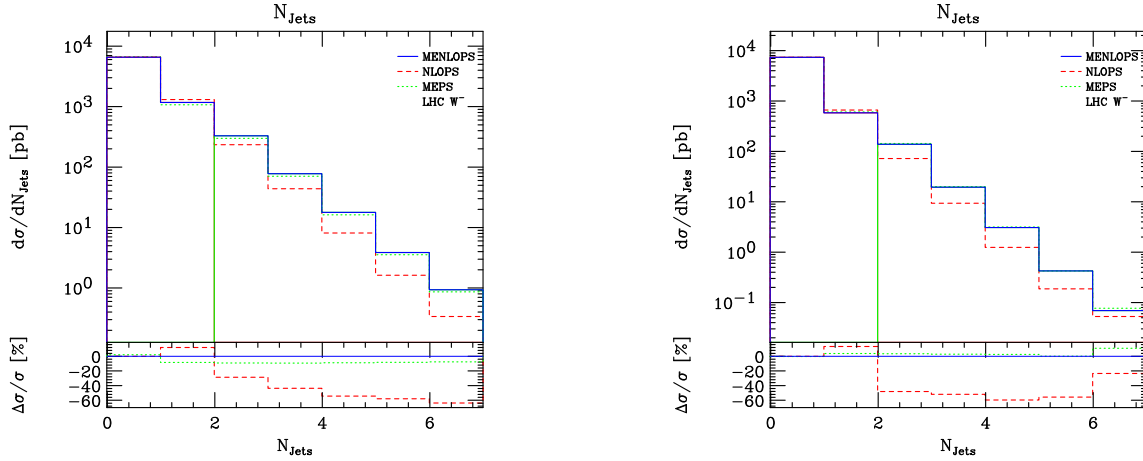 N_Jets
10^4
10^3
10^2
10^1
10^0
dσ/dN_Jets [pb]
MENLOPS
NLOPS
MEPS
LHC W^-
0
-20
-40
-60
Δσ/σ [%]
0 2 4 6
N_Jets
N_Jets
10^4
10^3
10^2
10^1
10^0
10^-1
dσ/dN_Jets [pb]
MENLOPS
NLOPS
MEPS
LHC W^-
0
-20
-40
-60
Δσ/σ [%]
0 2 4 6
N_Jets